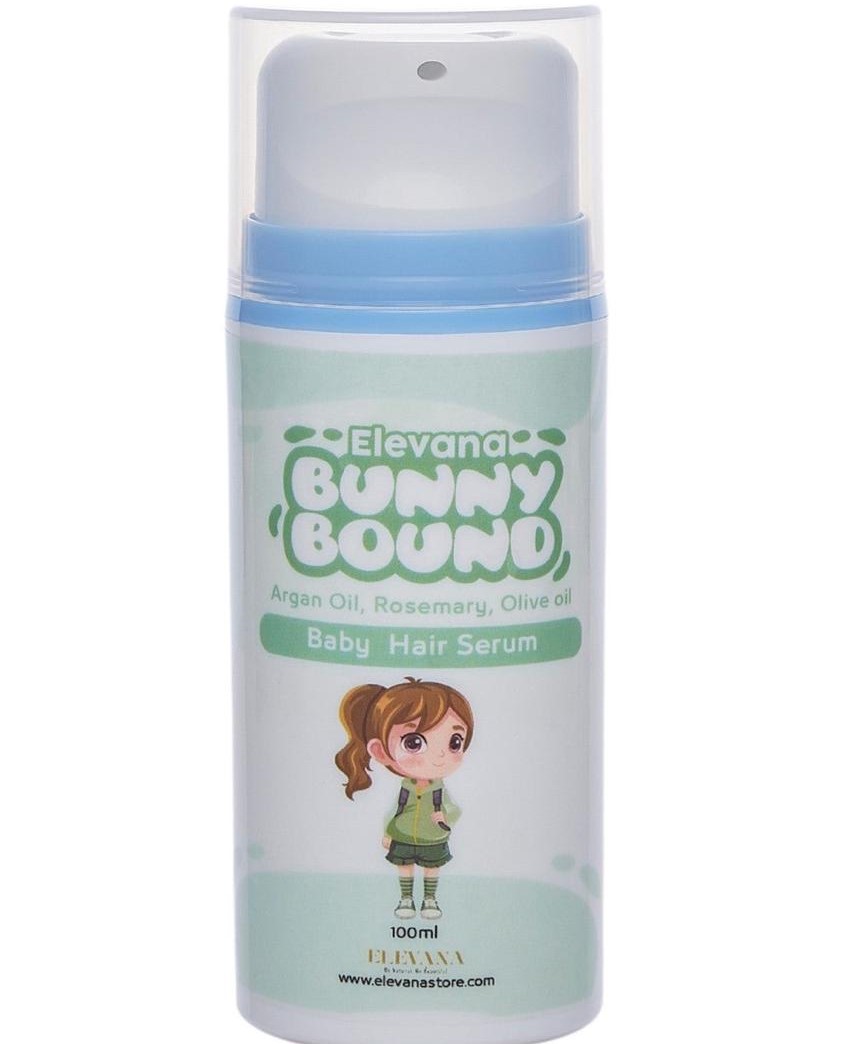 Elevana
BUNNY
BOUND
Argan Oil, Rosemary, Olive oil
Baby Hair Serum
100ml
ELEVANA
www.elevanastore.com